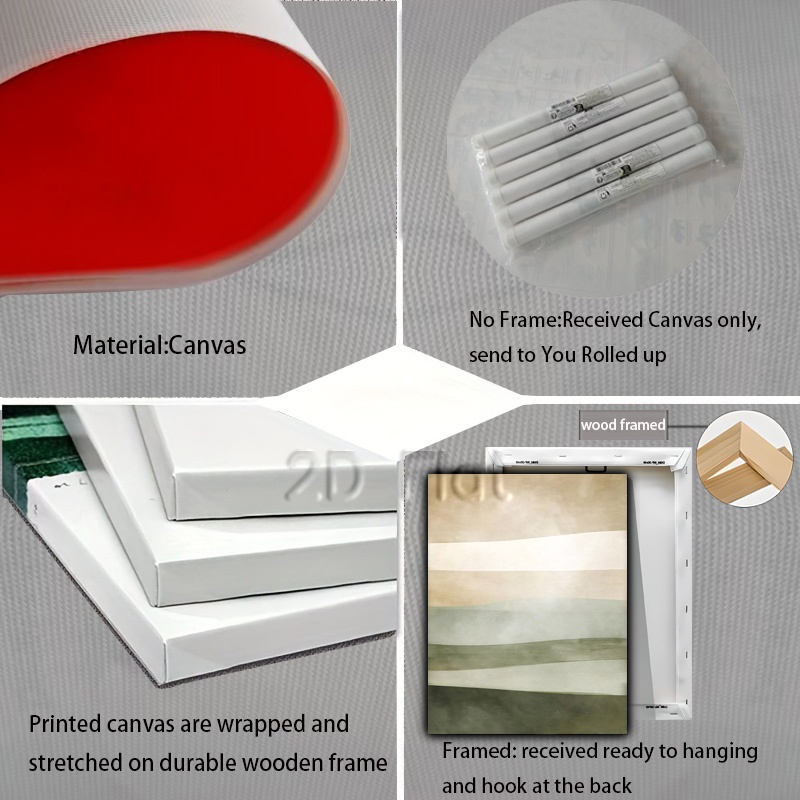 Material:Canvas
No Frame:Received Canvas only,
send to You Rolled up
2D Flat
wood framed
Printed canvas are wrapped and
stretched on durable wooden frame
Framed: received ready to hanging
and hook at the back